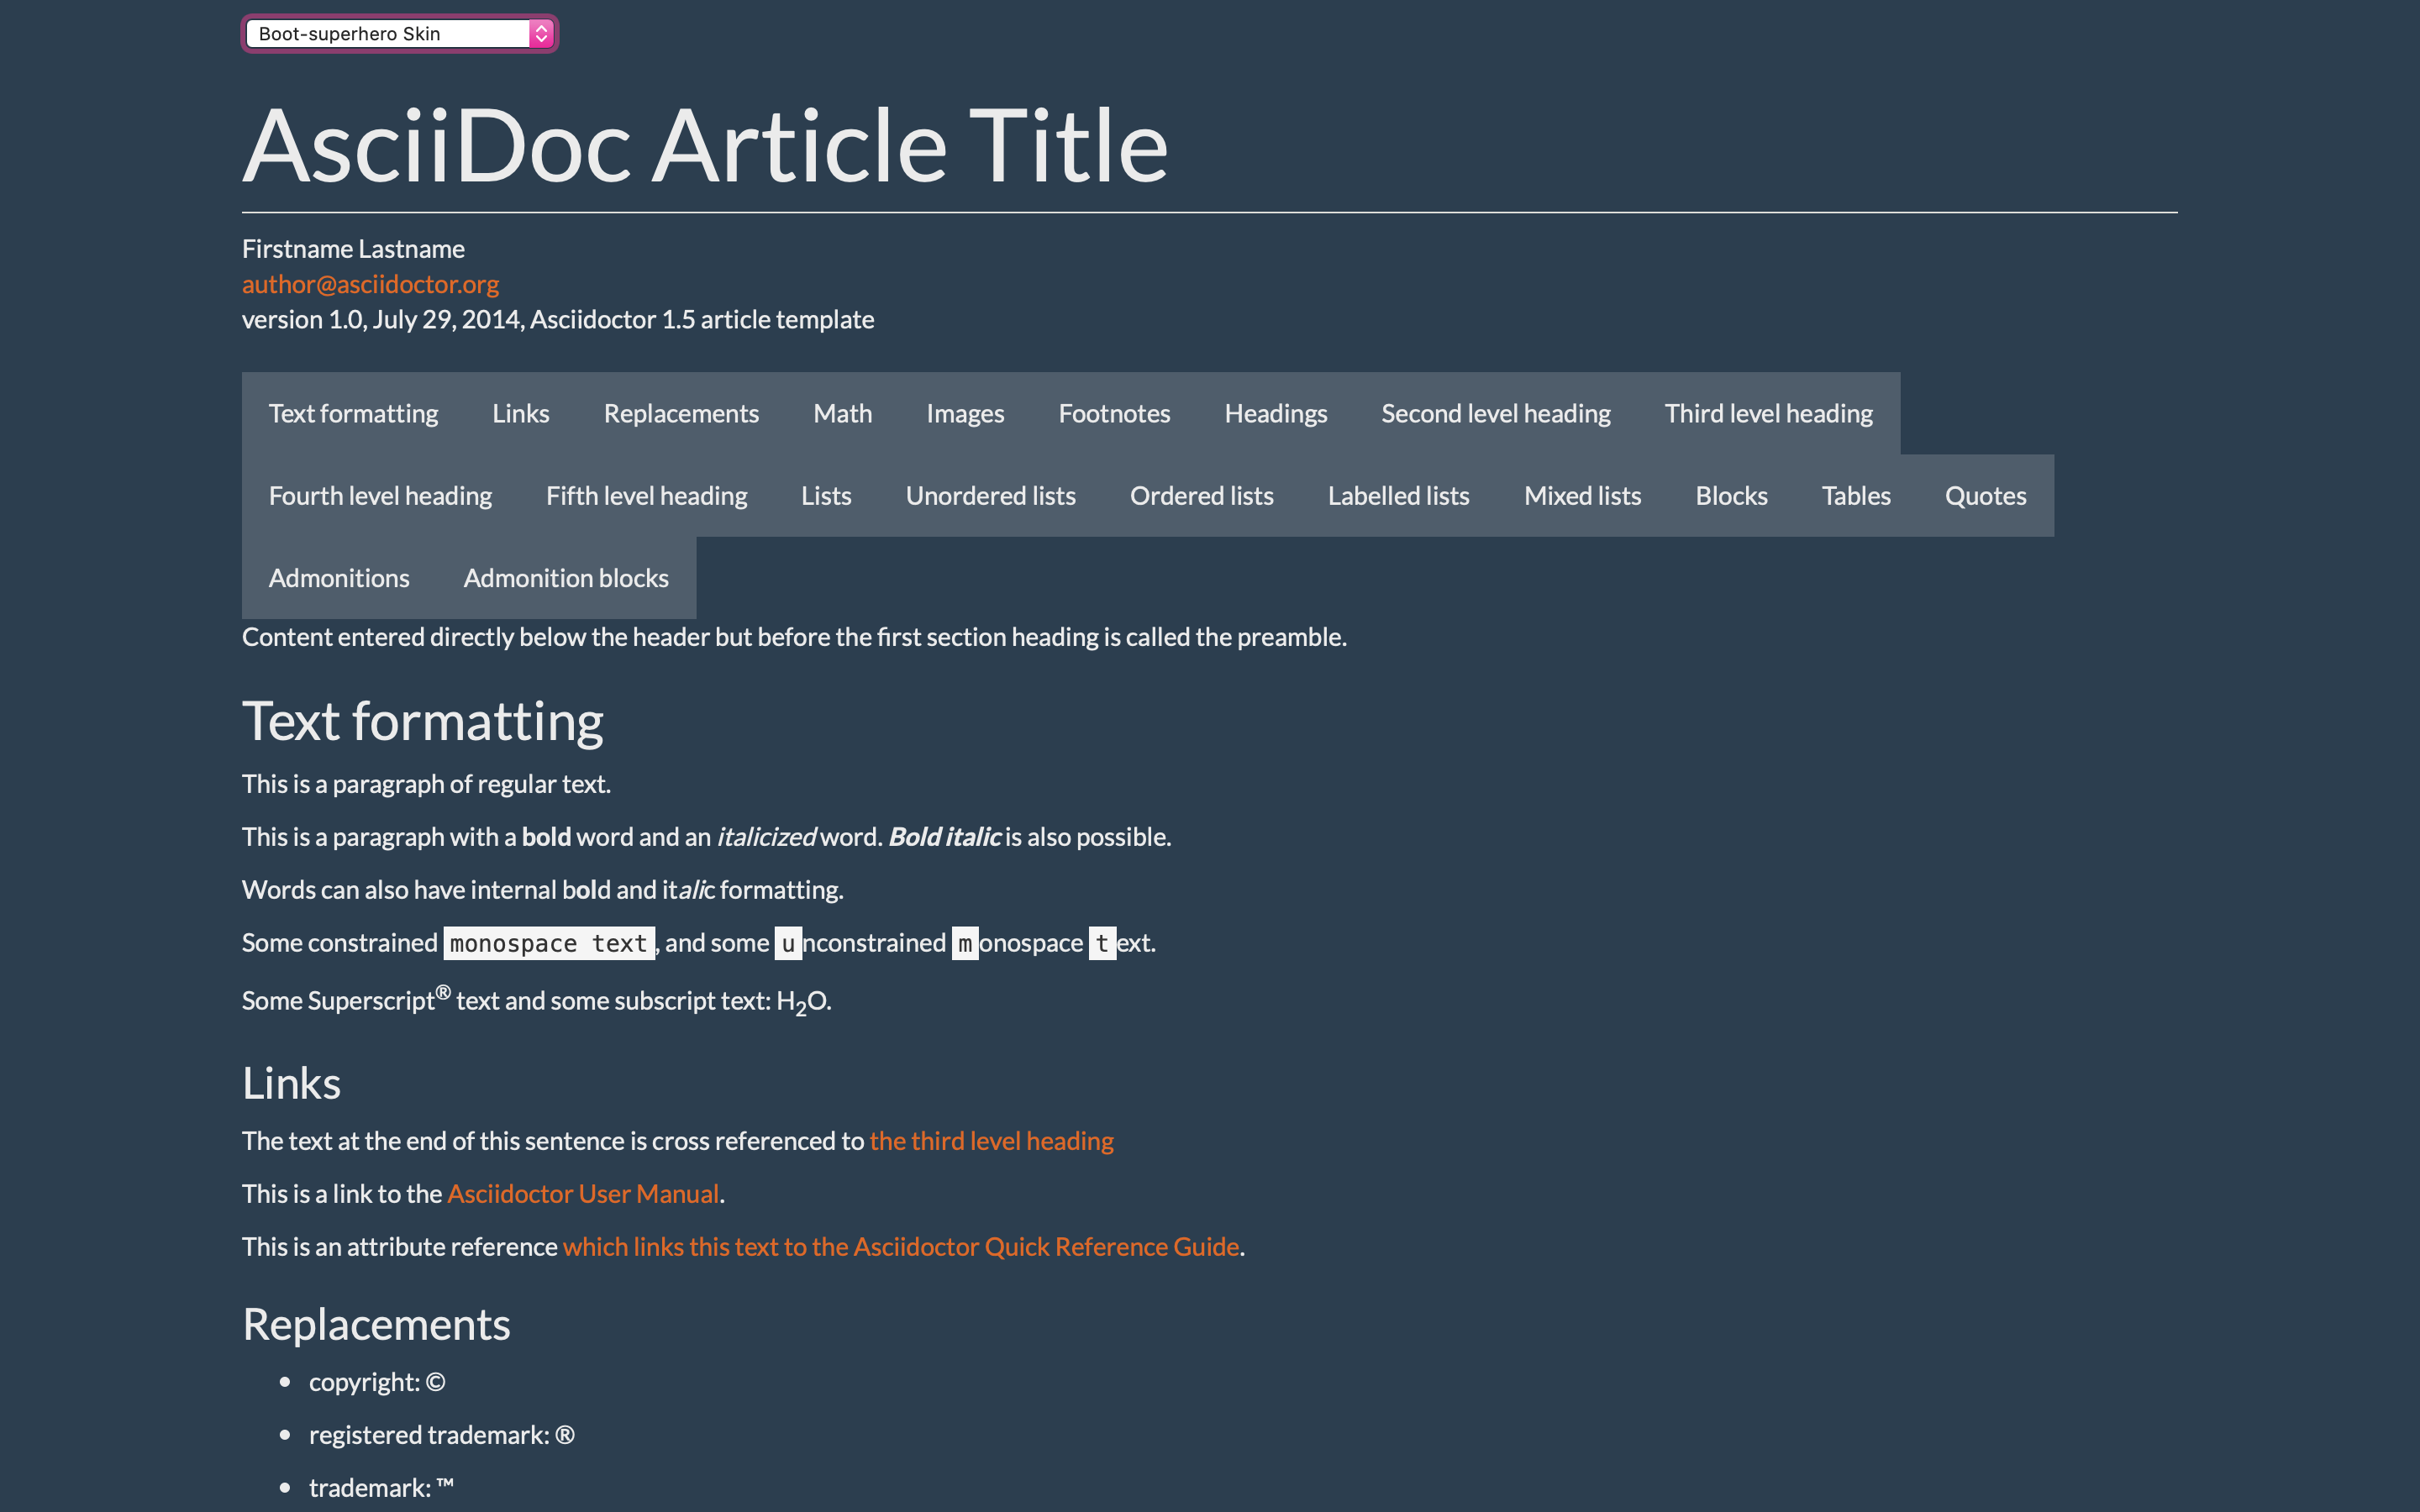 Boot-superhero Skin
AsciiDoc Article Title
Firstname Lastname
author@asciidoctor.org
version 1.0, July 29, 2014, Asciidoctor 1.5 article template
Text formatting Links Replacements Math Images Footnotes Headings Second level heading Third level heading
Fourth level heading Fifth level heading Lists Unordered lists Ordered lists Labelled lists Mixed lists Blocks Tables Quotes
Admonitions Admonition blocks
Content entered directly below the header but before the first section heading is called the preamble.
Text formatting
This is a paragraph of regular text.
This is a paragraph with a bold word and an italicized word. Bold italic is also possible.
Words can also have internal bold and italic formatting.
Some constrained monospace text, and some unconstrained monospace text.
Some Superscript® text and some subscript text: H₂O.
Links
The text at the end of this sentence is cross referenced to the third level heading
This is a link to the Asciidoctor User Manual.
This is an attribute reference which links this text to the Asciidoctor Quick Reference Guide.
Replacements
• copyright: ©
• registered trademark: ®
• trademark: ™